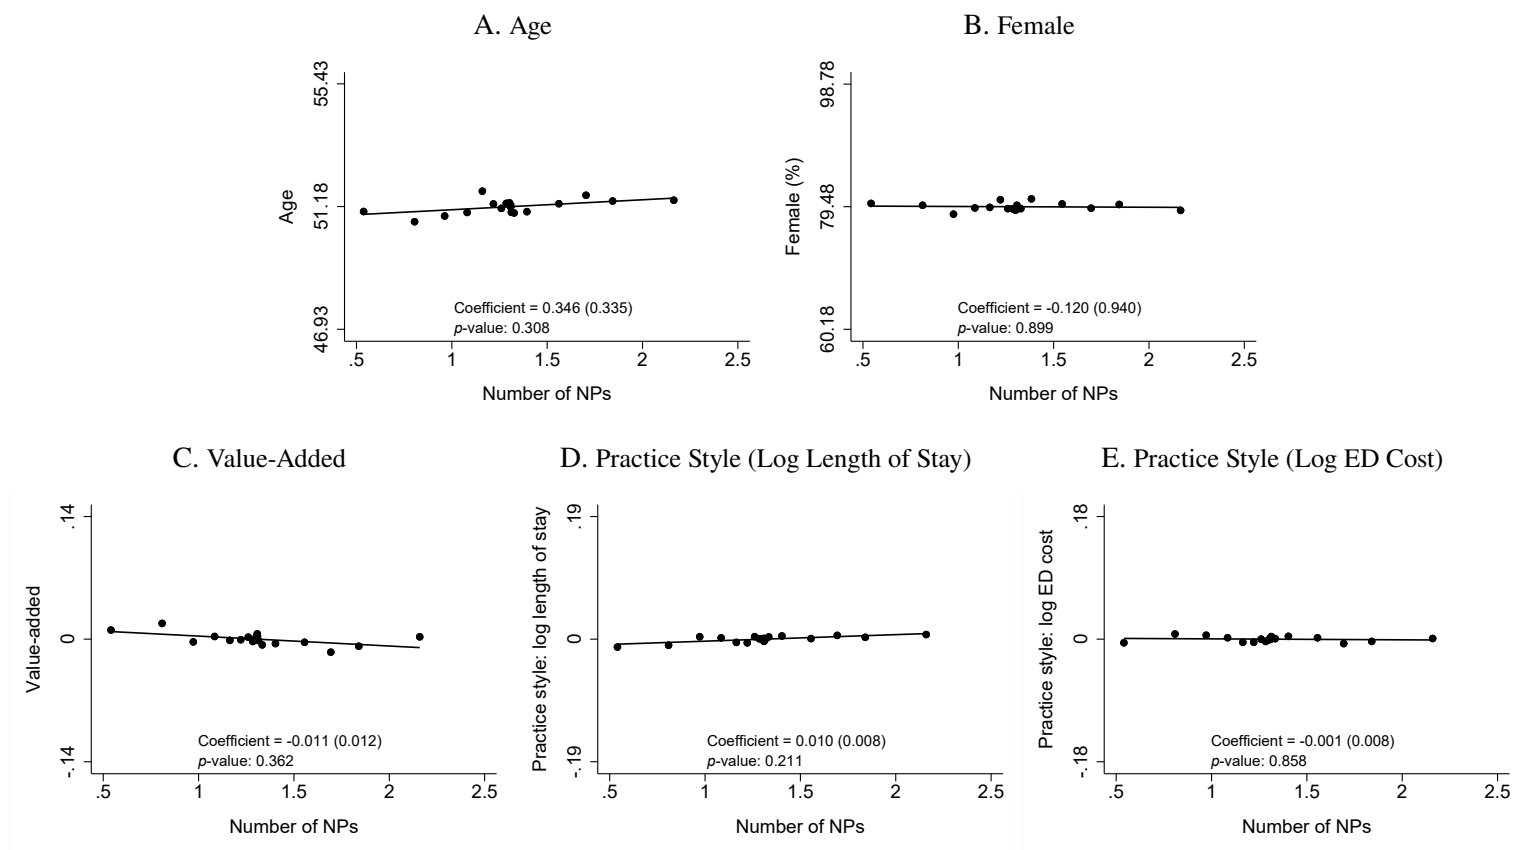 A. Age
55.43
51.18
46.93
Age
Coefficient = 0.346 (0.335)
p-value: 0.308
.5 1 1.5 2 2.5
Number of NPs
B. Female
98.78
79.48
60.18
Female (%)
Coefficient = -0.120 (0.940)
p-value: 0.899
.5 1 1.5 2 2.5
Number of NPs
C. Value-Added
.14
0
-.14
Value-added
Coefficient = -0.011 (0.012)
p-value: 0.362
.5 1 1.5 2 2.5
Number of NPs
D. Practice Style (Log Length of Stay)
.19
0
-.19
Practice style: log length of stay
Coefficient = 0.010 (0.008)
p-value: 0.211
.5 1 1.5 2 2.5
Number of NPs
E. Practice Style (Log ED Cost)
.18
0
-.18
Practice style: log ED cost
Coefficient = -0.001 (0.008)
p-value: 0.858
.5 1 1.5 2 2.5
Number of NPs